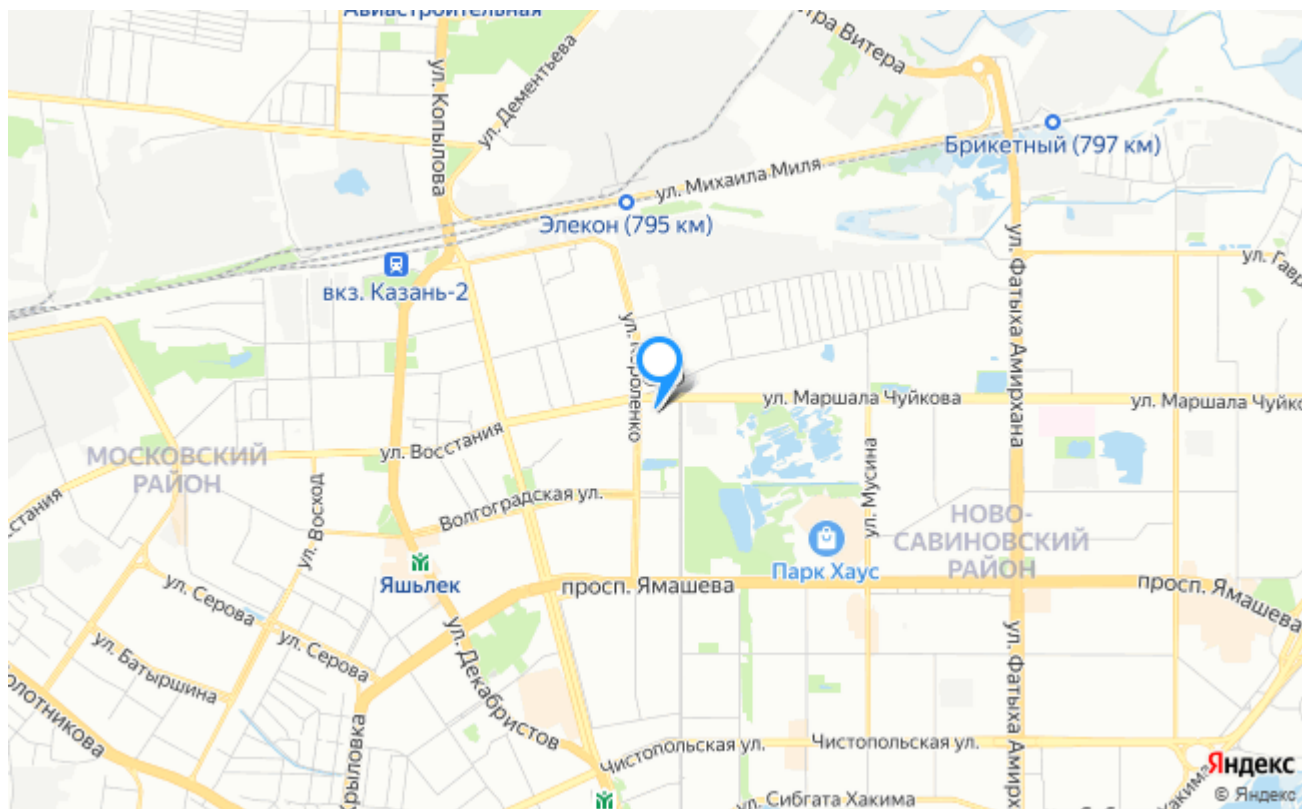 Авиастроительная
ул. Копылова
ул. Дементьева
тра Витера
Брикетный (797 км)
ул. Михаила Миля
Элекон (795 км)
вкз. Казань-2
ул. Фатыха Амирхана
ул. Гавр
ул. Короленко
ул. Маршала Чуйкова
ул. Маршала Чуйко
ул. Восстания
МОСКОВСКИЙ
РАЙОН
стания
ул. Восход
Волгоградская ул.
ул. Мусина
НОВО-
САВИНОВСКИЙ
РАЙОН
Парк Хаус
Яшьлек
просп. Ямашева
просп. Ямашева
ул. Серова
ул. Серова
ул. Батыршина
ул. Декабристов
ул. Фатыха Амирх
олотникова
Крыловка
Чистопольская ул.
Чистопольская ул.
ул. Сибгата Хакима
Хакима
Яндекс
© Яндекс